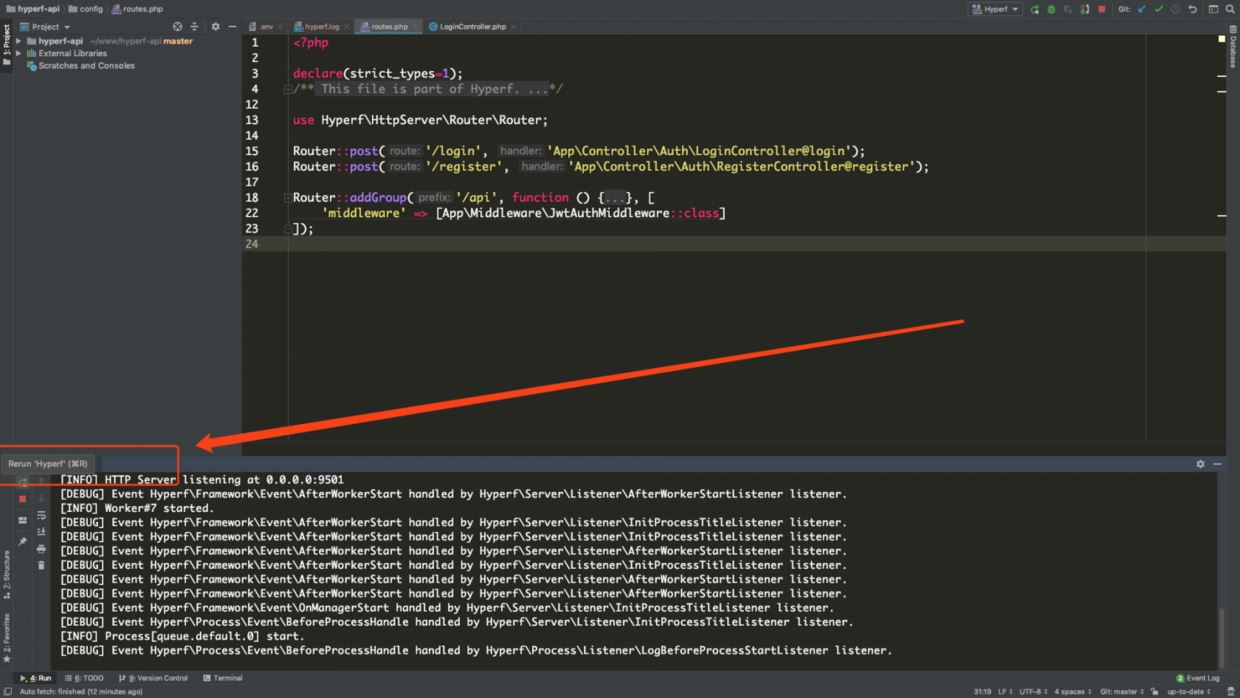 hyperf-api config routes.php
Hyperf Git:
Project
.env hyperf.log routes.php LoginController.php
1: Project
hyperf-api ~/www/hyperf-api master
External Libraries
Scratches and Consoles
Database
1 <?php
2
3 declare(strict_types=1);
4 /** This file is part of Hyperf. ...*/
12
13 use Hyperf\HttpServer\Router\Router;
14
15 Router::post( route: '/login', handler: 'App\Controller\Auth\LoginController@login');
16 Router::post( route: '/register', handler: 'App\Controller\Auth\RegisterController@register');
17
18 Router::addGroup( prefix: '/api', function () {...}, [
22 'middleware' => [App\Middleware\JwtAuthMiddleware::class]
23 ]);
24
Rerun 'Hyperf' (⌘R)
[INFO] HTTP Server listening at 0.0.0.0:9501
[DEBUG] Event Hyperf\Framework\Event\AfterWorkerStart handled by Hyperf\Server\Listener\AfterWorkerStartListener listener.
[INFO] Worker#7 started.
[DEBUG] Event Hyperf\Framework\Event\AfterWorkerStart handled by Hyperf\Server\Listener\InitProcessTitleListener listener.
[DEBUG] Event Hyperf\Framework\Event\AfterWorkerStart handled by Hyperf\Server\Listener\InitProcessTitleListener listener.
[DEBUG] Event Hyperf\Framework\Event\AfterWorkerStart handled by Hyperf\Server\Listener\AfterWorkerStartListener listener.
[DEBUG] Event Hyperf\Framework\Event\AfterWorkerStart handled by Hyperf\Server\Listener\InitProcessTitleListener listener.
[DEBUG] Event Hyperf\Framework\Event\AfterWorkerStart handled by Hyperf\Server\Listener\AfterWorkerStartListener listener.
[DEBUG] Event Hyperf\Framework\Event\AfterWorkerStart handled by Hyperf\Server\Listener\AfterWorkerStartListener listener.
[DEBUG] Event Hyperf\Framework\Event\OnManagerStart handled by Hyperf\Server\Listener\InitProcessTitleListener listener.
[DEBUG] Event Hyperf\Process\Event\BeforeProcessHandle handled by Hyperf\Server\Listener\InitProcessTitleListener listener.
[INFO] Process[queue.default.0] start.
[DEBUG] Event Hyperf\Process\Event\BeforeProcessHandle handled by Hyperf\Process\Listener\LogBeforeProcessStartListener listener.
2: Structure
2: Favorites
4: Run 6: TODO 9: Version Control Terminal 2 Event Log
Auto fetch: finished (12 minutes ago) 31:19 LF UTF-8 4 spaces Git: master up-to-date